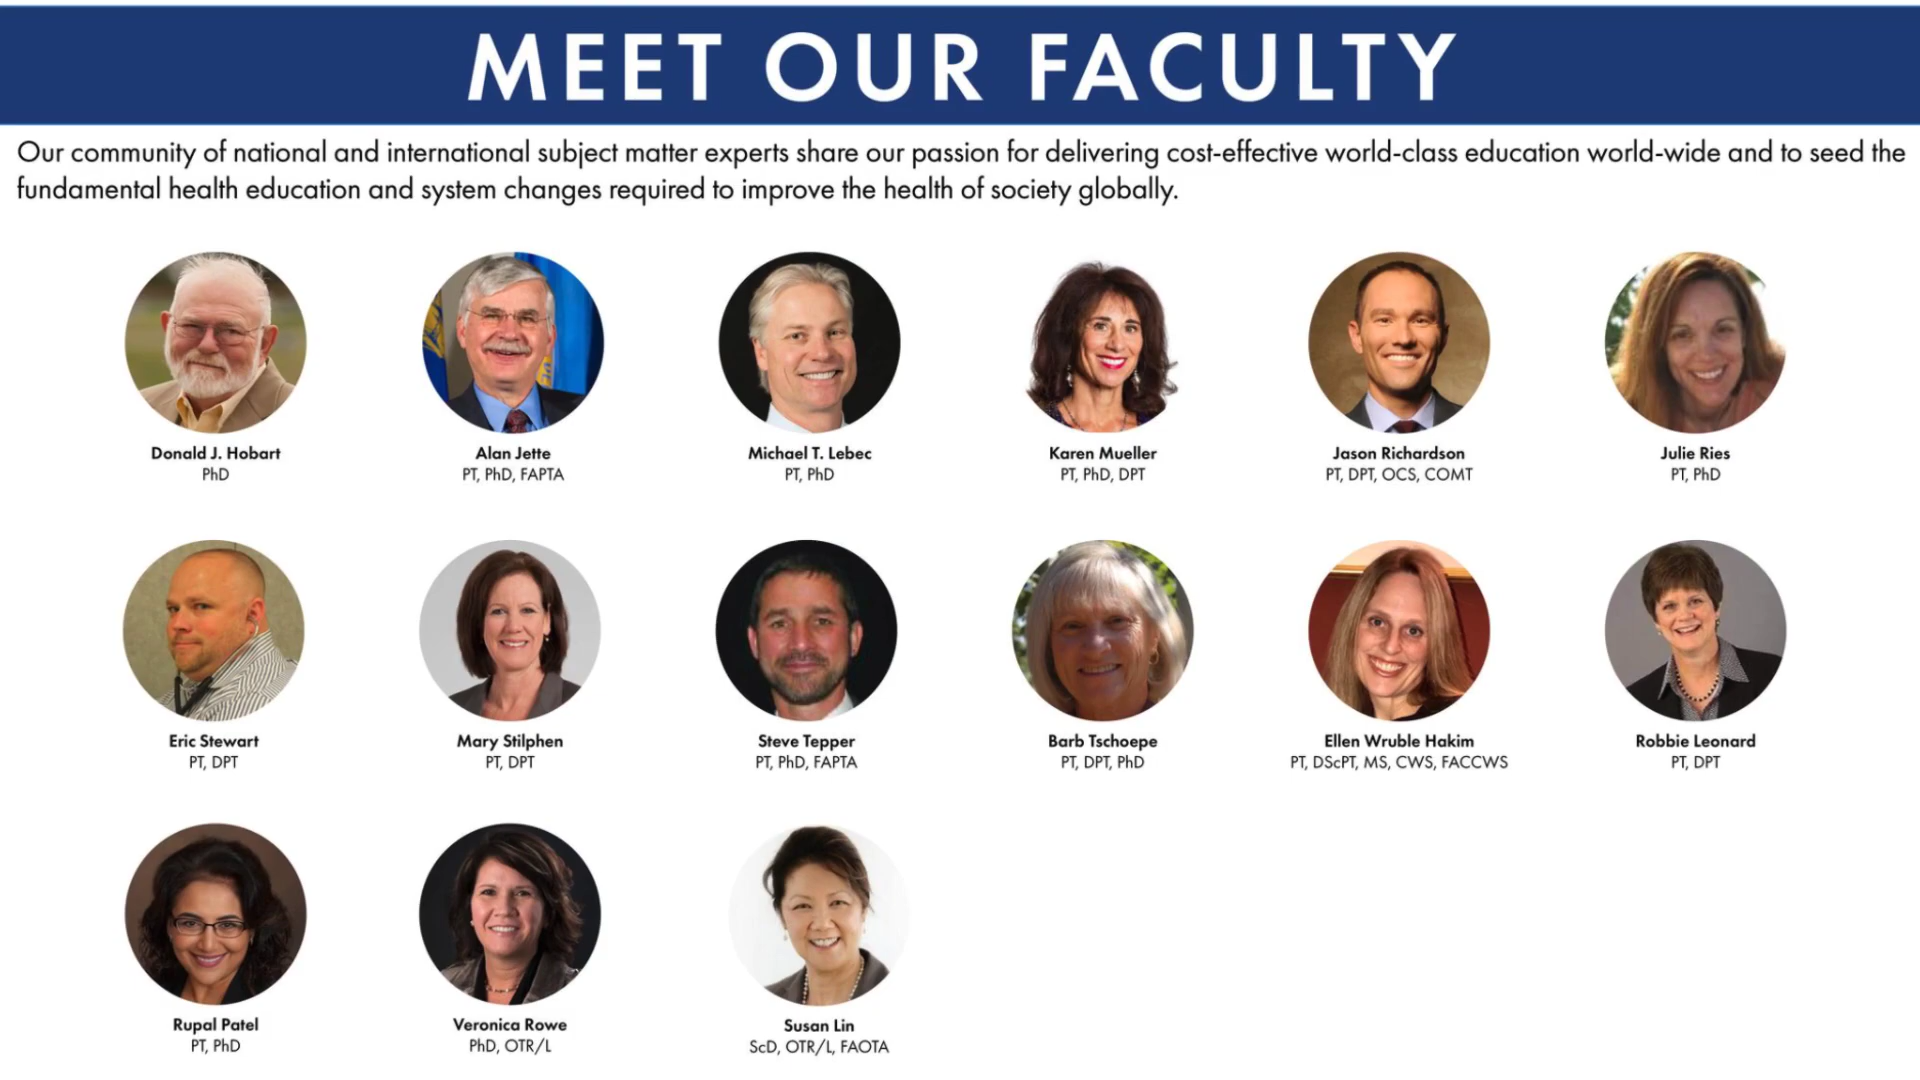 MEET OUR FACULTY
Our community of national and international subject matter experts share our passion for delivering cost-effective world-class education world-wide and to seed the
fundamental health education and system changes required to improve the health of society globally.
Donald J. Hobart
PhD
Alan Jette
PT, PhD, FAPTA
Michael T. Lebec
PT, PhD
Karen Mueller
PT, PhD, DPT
Jason Richardson
PT, DPT, OCS, COMT
Julie Ries
PT, PhD
Eric Stewart
PT, DPT
Mary Stilphen
PT, DPT
Steve Tepper
PT, PhD, FAPTA
Barb Tschoepe
PT, DPT, PhD
Ellen Wruble Hakim
PT, DScPT, MS, CWS, FACCWS
Robbie Leonard
PT, DPT
Rupal Patel
PT, PhD
Veronica Rowe
PhD, OTR/L
Susan Lin
ScD, OTR/L, FAOTA